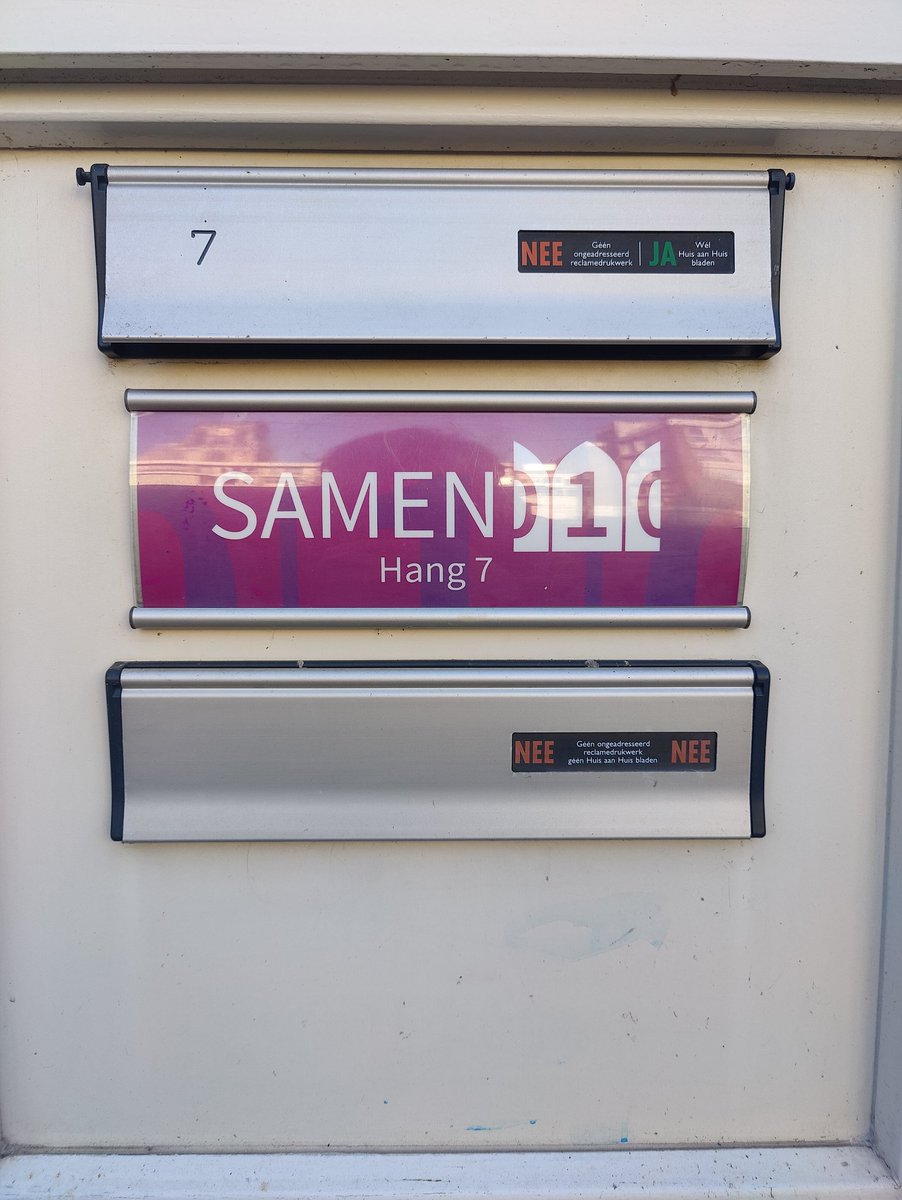 7
NEE Géén ongeadresseerd reclamedrukwerk JA Wél Huis aan Huis bladen
SAMEN 010
Hang 7
NEE Géén ongeadresseerd reclamedrukwerk géén Huis aan Huis bladen NEE